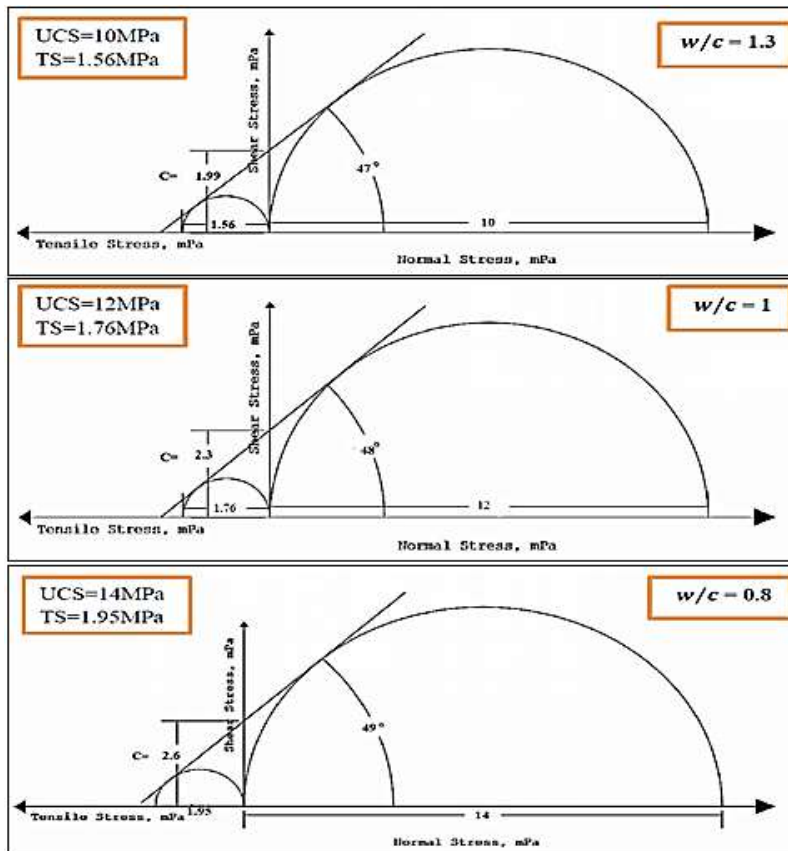 UCS=10MPa
TS=1.56MPa
w/c = 1.3
Shear Stress, mPa
C= 1.99
47°
1.56
10
Tensile Stress, mPa
Normal Stress, mPa
UCS=12MPa
TS=1.76MPa
w/c = 1
Shear Stress, mPa
C= 2.3
48°
1.76
12
Tensile Stress, mPa
Normal Stress, mPa
UCS=14MPa
TS=1.95MPa
w/c = 0.8
Shear Stress, mPa
C= 2.6
49°
1.95
14
Tensile Stress, mPa
Normal Stress, mPa